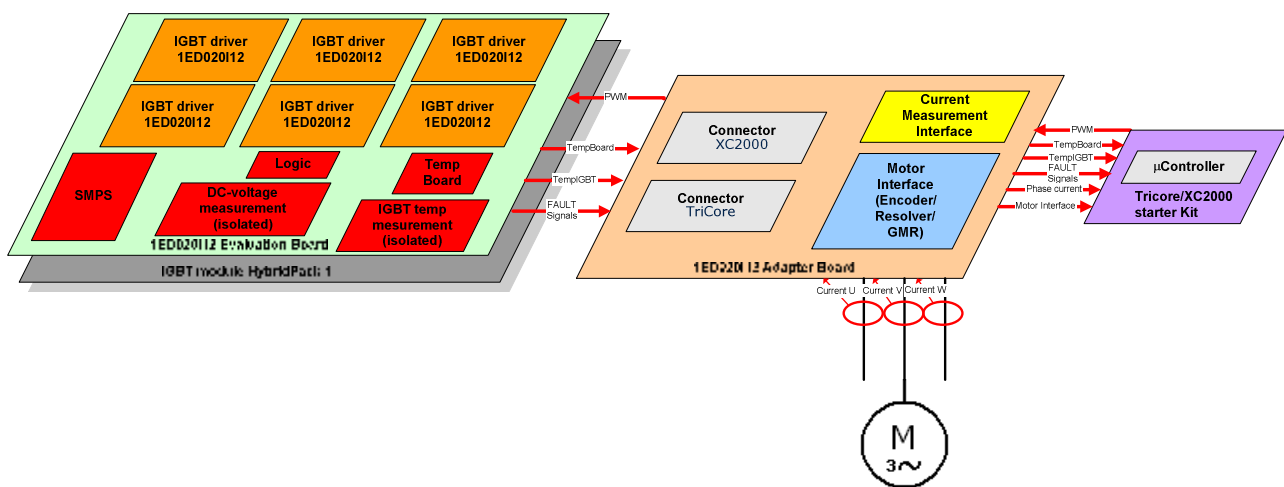 IGBT driver
1ED020I12
IGBT driver
1ED020I12
IGBT driver
1ED020I12
IGBT driver
1ED020I12
IGBT driver
1ED020I12
IGBT driver
1ED020I12
SMPS
Logic
Temp
Board
DC-voltage
measurement
(isolated)
IGBT temp
mesurement
(isolated)
1ED020I12 Evaluation Board
IGBT module HybridPack 1
PWM
TempBoard
TempIGBT
FAULT
Signals
Connector
XC2000
Connector
TriCore
Current
Measurement
Interface
Motor
Interface
(Encoder/
Resolver/
GMR)
1ED020I12 Adapter Board
PWM
TempBoard
TempIGBT
FAULT
Signals
Phase current
Motor Interface
μController
Tricore/XC2000
starter Kit
Current U
Current V
Current W
M
3~